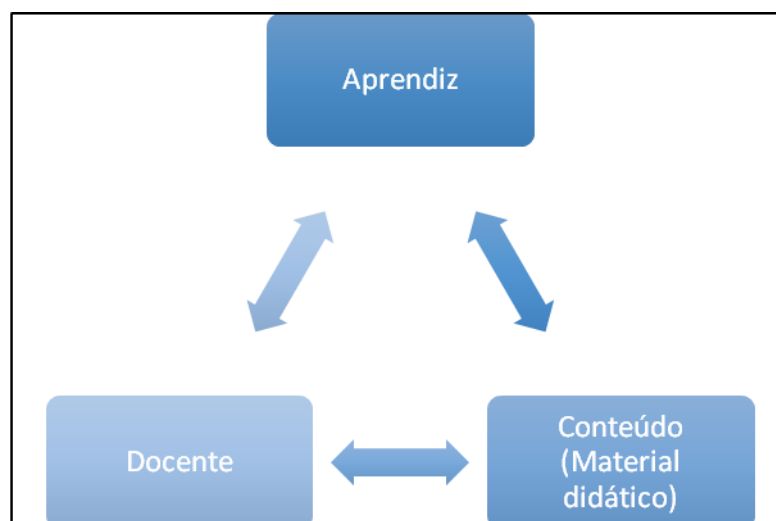 Aprendiz
Docente
Conteúdo
(Material
didático)